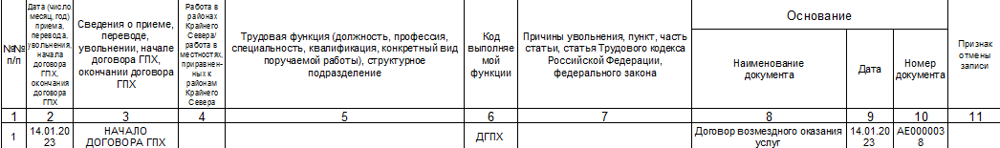 №№
п/п
Дата (число,
месяц, год)
приема,
перевода,
увольнения,
начала
договора
ГПХ,
окончания
договора
ГПХ
Сведения о приеме,
переводе,
увольнении, начале
договора ГПХ,
окончании договора
ГПХ
Работа в
районах
Крайнего
Севера/
работа в
местностях,
приравнен-
ных к
районам
Крайнего
Севера
Трудовая функция (должность, профессия,
специальность, квалификация, конкретный вид
поручаемой работы), структурное
подразделение
Код
выполняе
мой
функции
Причины увольнения, пункт, часть
статьи, статья Трудового кодекса
Российской Федерации,
федерального закона
Основание
Наименование
документа
Дата
Номер
документа
Признак
отмены
записи
1 2 3 4 5 6 7 8 9 10 11
1
14.01.20
23
НАЧАЛО
ДОГОВОРА ГПХ
ДГПХ
Договор возмездного оказания
услуг
14.01.20
23
АЕ000003
8